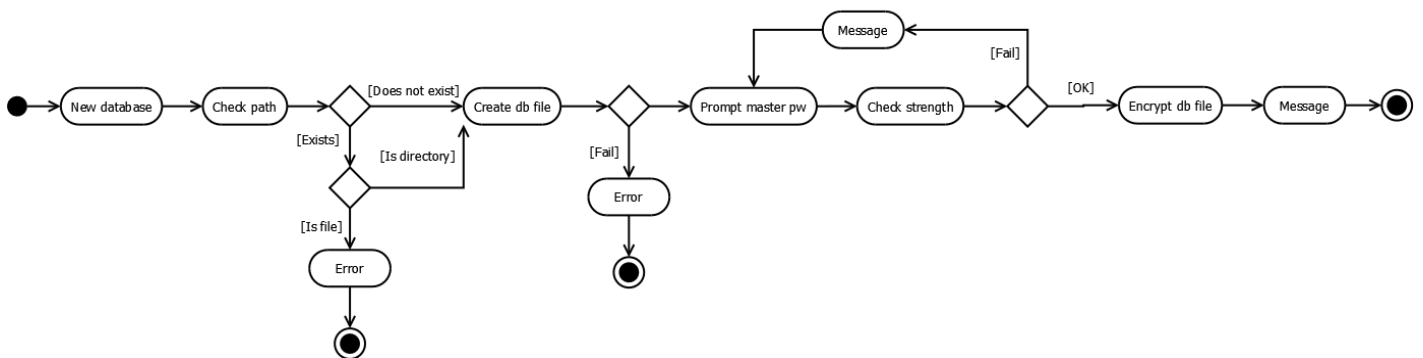 Message
[Fail]
[Does not exist]
[OK]
New database
Check path
Create db file
Prompt master pw
Check strength
Encrypt db file
Message
[Exists]
[Is directory]
[Fail]
Error
[Is file]
Error